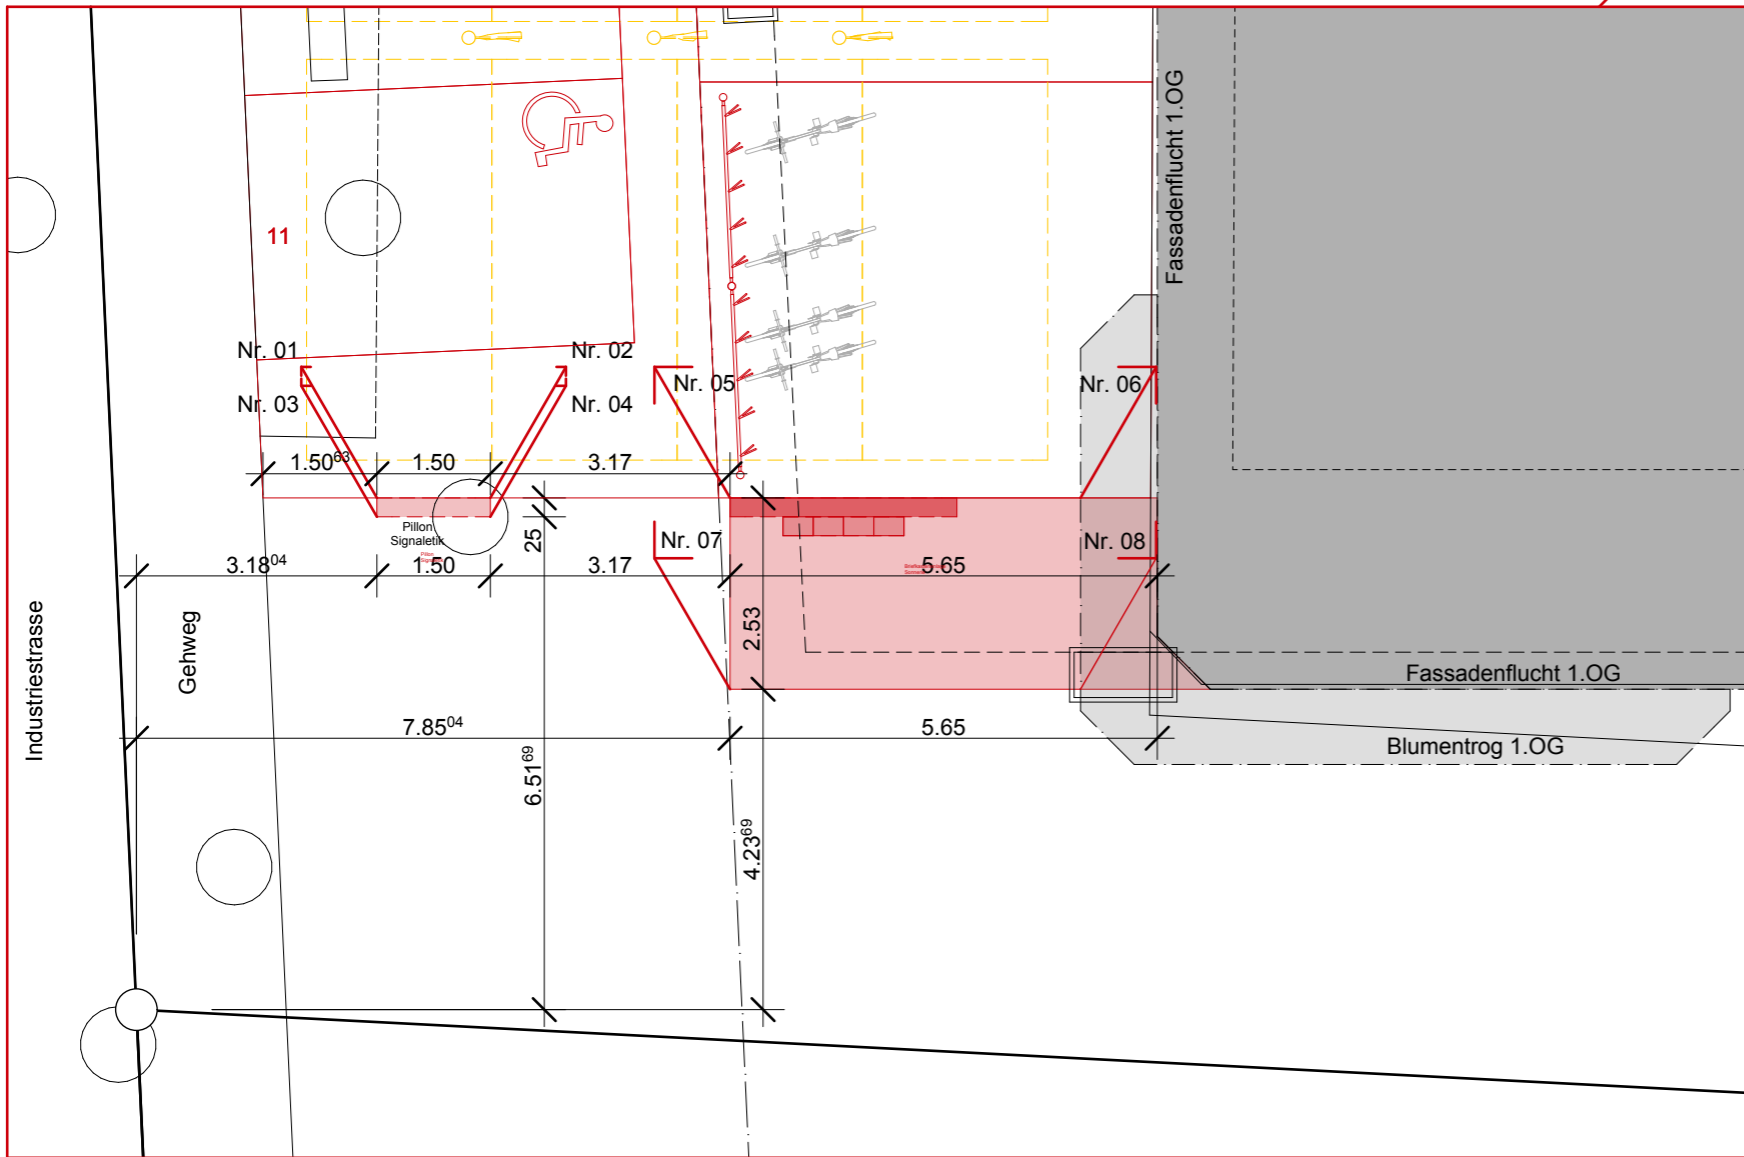 Fassadenflucht 1.OG
11
Nr. 01
Nr. 02
Nr. 05
Nr. 06
Nr. 03
Nr. 04
1.50⁶³
1.50
3.17
Pillon
Signaletik
25
Nr. 07
Nr. 08
3.18⁰⁴
1.50
3.17
5.65
2.53
Industriestrasse
Gehweg
Fassadenflucht 1.OG
7.85⁰⁴
5.65
Blumentrog 1.OG
6.51⁶⁹
4.23⁶⁹